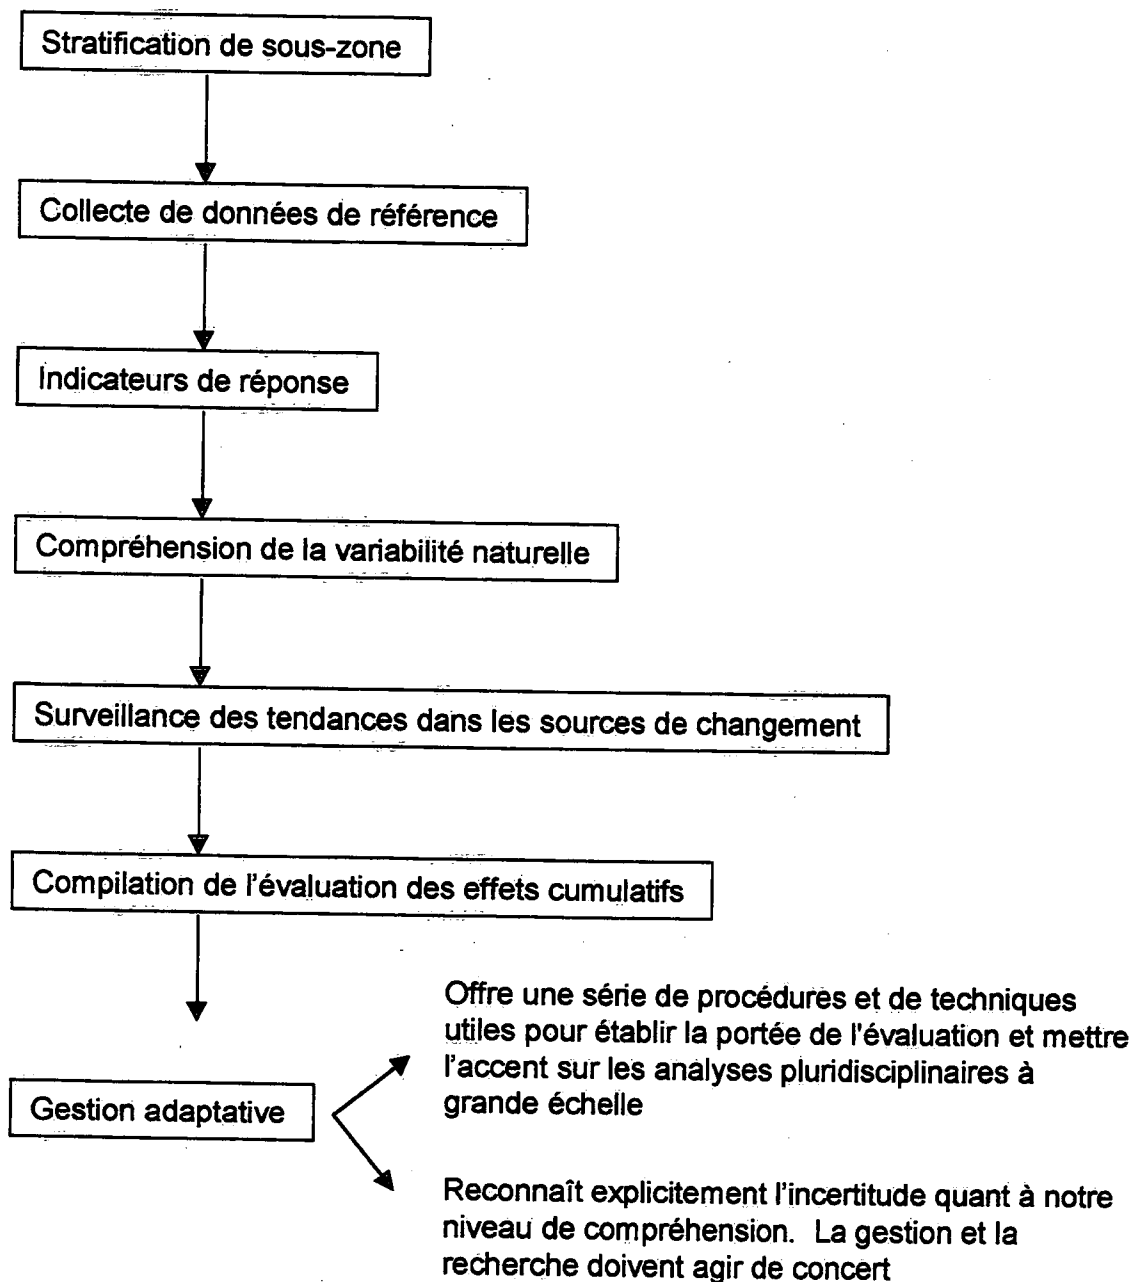 Stratification de sous-zone
Collecte de données de référence
Indicateurs de réponse
Compréhension de la variabilité naturelle
Surveillance des tendances dans les sources de changement
Compilation de l'évaluation des effets cumulatifs
Offre une série de procédures et de techniques
utiles pour établir la portée de l'évaluation et mettre
l'accent sur les analyses pluridisciplinaires à
grande échelle
Gestion adaptative
Reconnaît explicitement l'incertitude quant à notre
niveau de compréhension. La gestion et la
recherche doivent agir de concert